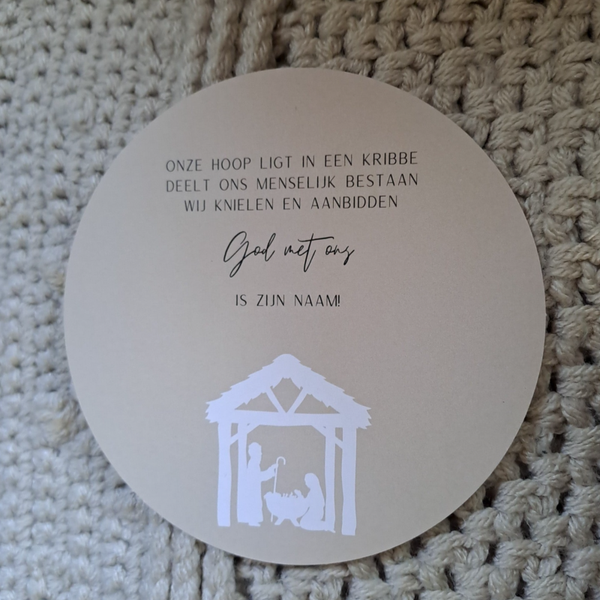 ONZE HOOP LIGT IN EEN KRIBBE
DEELT ONS MENSELIJK BESTAAN
WIJ KNIELEN EN AANBIDDEN
God met ons
IS ZIJN NAAM!